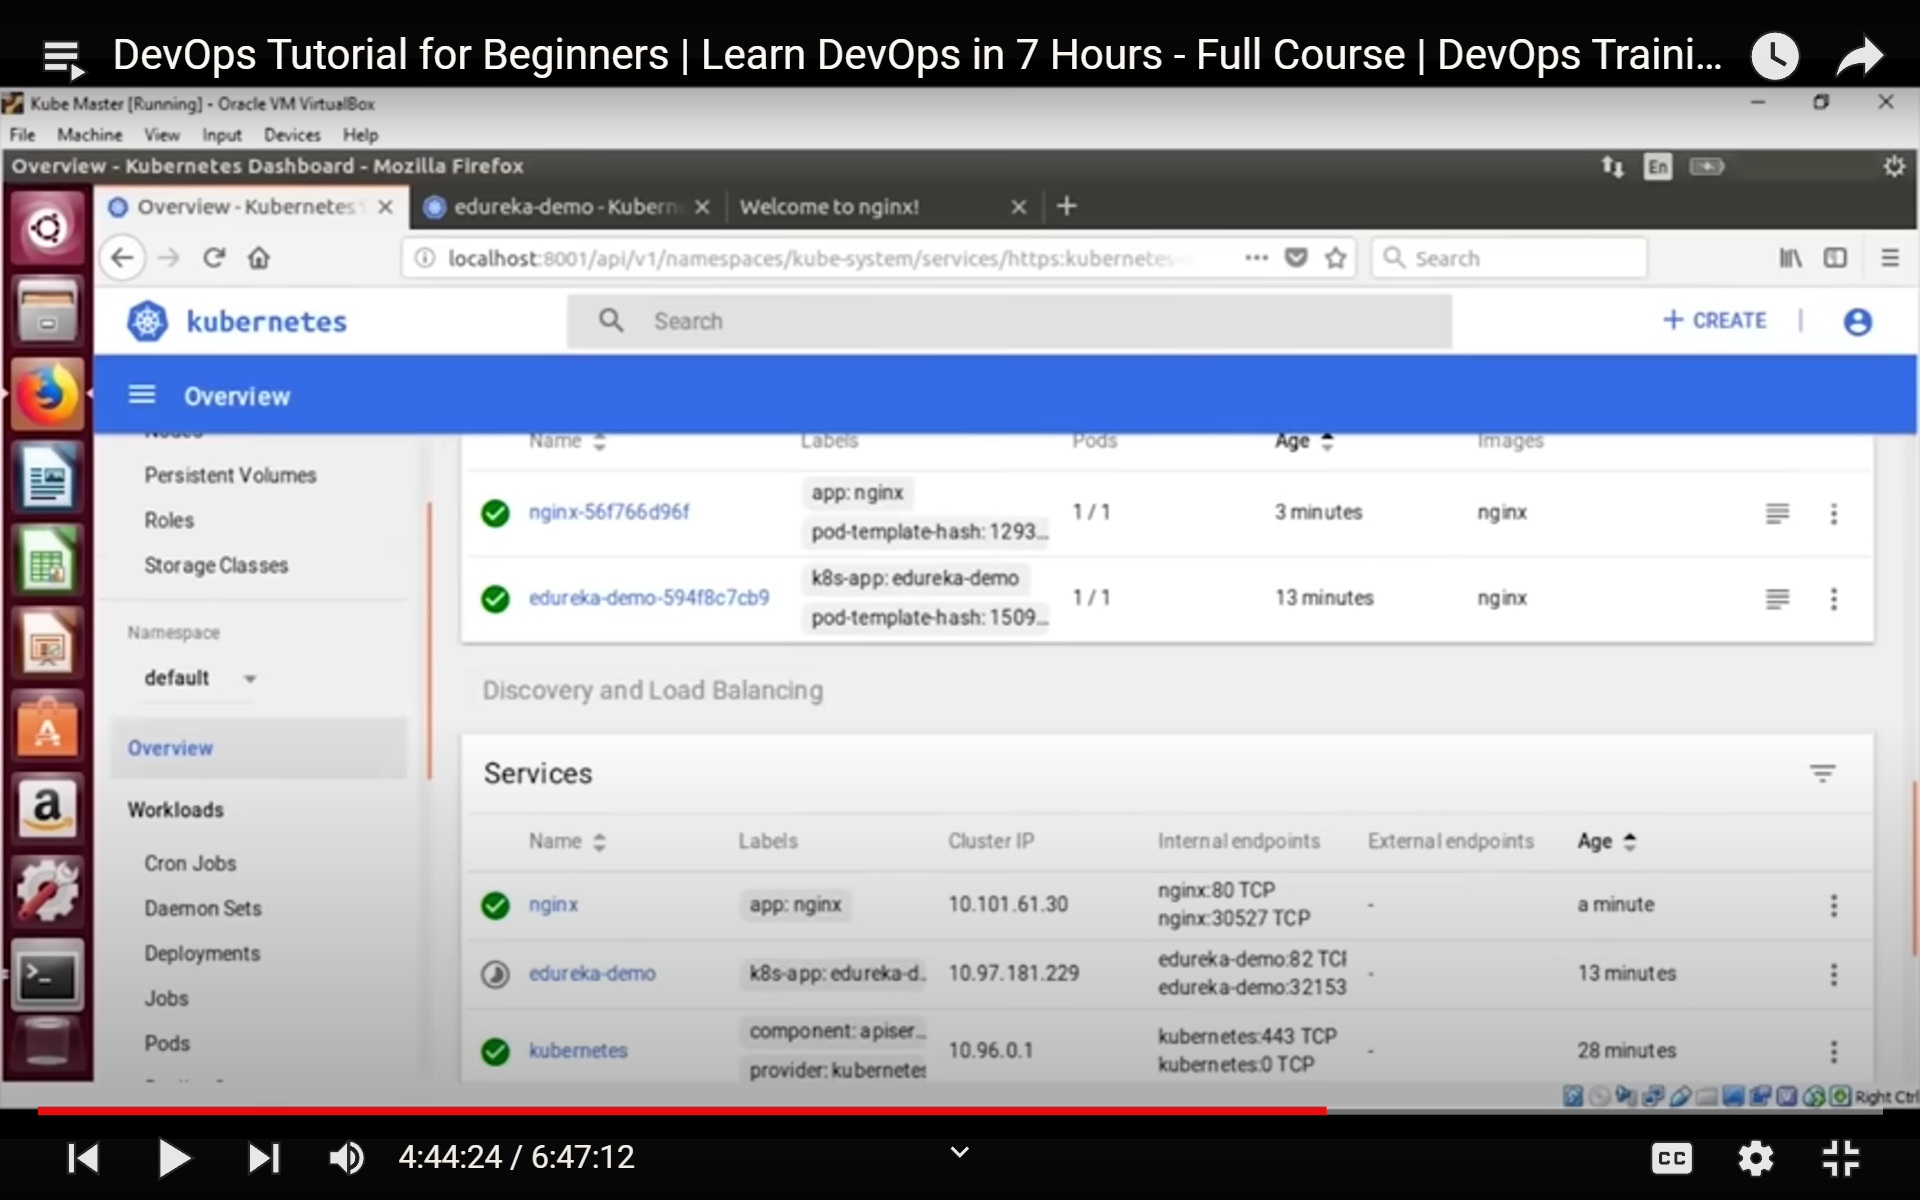 DevOps Tutorial for Beginners | Learn DevOps in 7 Hours - Full Course | DevOps Traini...
Kube Master [Running] - Oracle VM VirtualBox
File Machine View Input Devices Help
Overview - Kubernetes Dashboard - Mozilla Firefox
En
Overview - Kubernetes
edureka-demo - Kubern
Welcome to nginx!
localhost:8001/api/v1/namespaces/kube-system/services/https:kubernetes-
Search
kubernetes
Search
+ CREATE
Overview
Nodes
Persistent Volumes
Roles
Storage Classes
Namespace
default
Overview
Workloads
Cron Jobs
Daemon Sets
Deployments
Jobs
Pods
Name Labels Pods Age Images
nginx-56f766d96f
app: nginx
pod-template-hash: 1293...
1 / 1
3 minutes
nginx
edureka-demo-594f8c7cb9
k8s-app: edureka-demo
pod-template-hash: 1509...
1 / 1
13 minutes
nginx
Discovery and Load Balancing
Services
Name Labels Cluster IP Internal endpoints External endpoints Age
nginx
app: nginx
10.101.61.30
nginx:80 TCP
nginx:30527 TCP
-
a minute
edureka-demo
k8s-app: edureka-d..
10.97.181.229
edureka-demo:82 TCP
edureka-demo:32153
-
13 minutes
kubernetes
component: apiser...
provider: kubernetes
10.96.0.1
kubernetes:443 TCP
kubernetes:0 TCP
-
28 minutes
Right Ctrl
4:44:24 / 6:47:12
CC